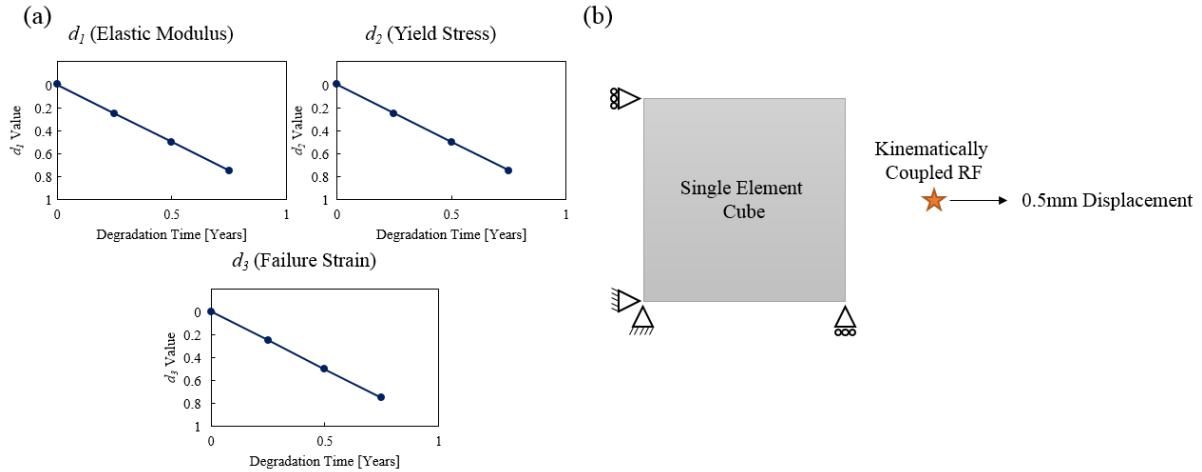 (a)
d1 (Elastic Modulus)
d1 Value
0
0.2
0.4
0.6
0.8
1
0
0.5
1
Degradation Time [Years]
d2 (Yield Stress)
d2 Value
0
0.2
0.4
0.6
0.8
1
0
0.5
1
Degradation Time [Years]
d3 (Failure Strain)
d3 Value
0
0.2
0.4
0.6
0.8
1
0
0.5
1
Degradation Time [Years]
(b)
Single Element
Cube
Kinematically
Coupled RF
0.5mm Displacement